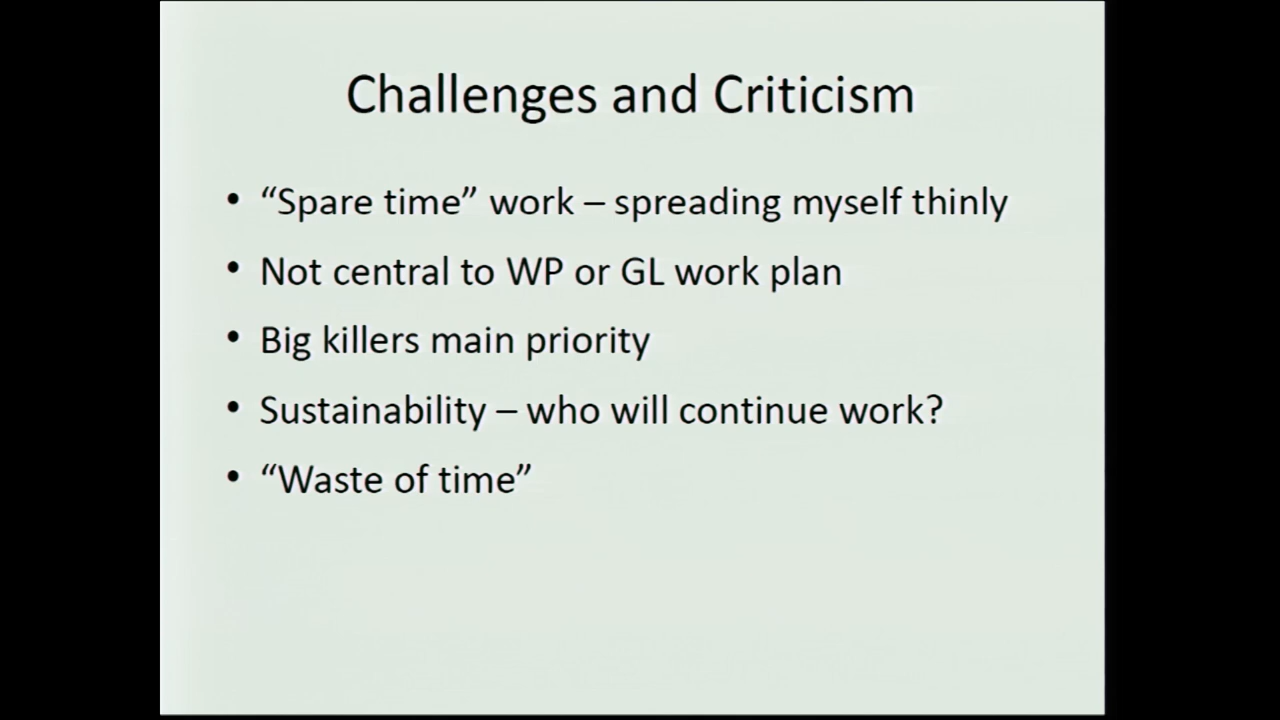 Challenges and Criticism
• “Spare time” work – spreading myself thinly
• Not central to WP or GL work plan
• Big killers main priority
• Sustainability – who will continue work?
• “Waste of time”